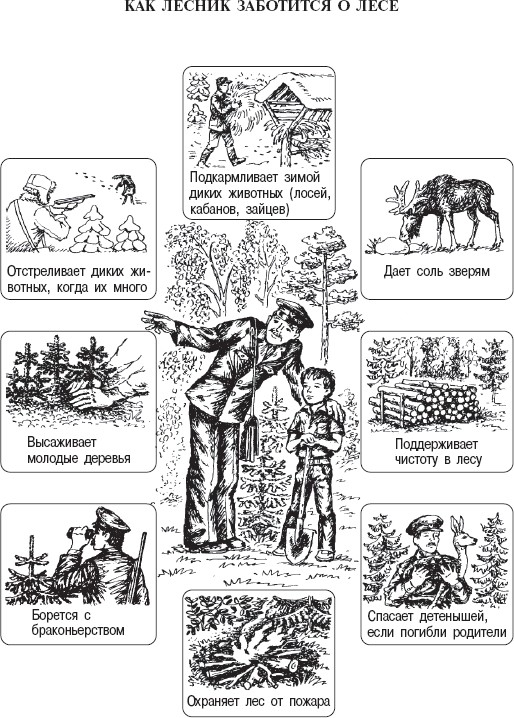 КАК ЛЕСНИК ЗАБОТИТСЯ О ЛЕСЕ
Подкармливает зимой
диких животных (лосей,
кабанов, зайцев)
Отстреливает диких жи-
вотных, когда их много
Дает соль зверям
Высаживает
молодые деревья
Поддерживает
чистоту в лесу
Борется с
браконьерством
Спасает детенышей,
если погибли родители
Охраняет лес от пожара